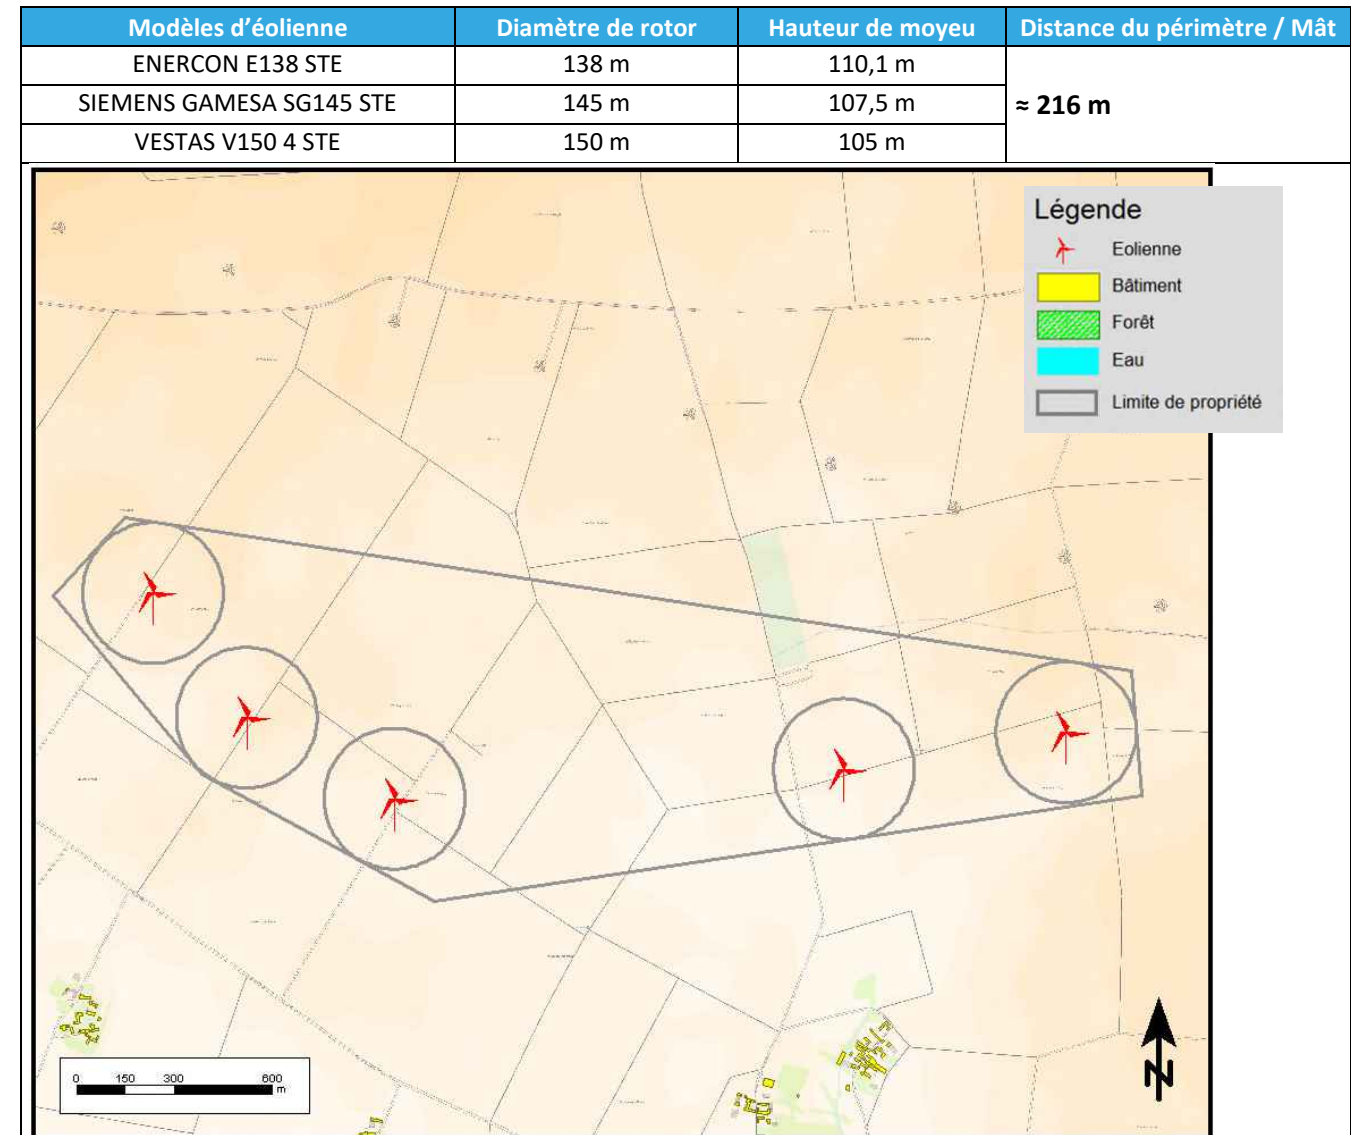 Modèles d'éolienne Diamètre de rotor Hauteur de moyeu Distance du périmètre / Mât
ENERCON E138 STE 138 m 110,1 m
SIEMENS GAMESA SG145 STE 145 m 107,5 m
≈ 216 m
VESTAS V150 4 STE 150 m 105 m
Légende
Eolienne
Bâtiment
Forêt
Eau
Limite de propriété
0 150 300 600
m
N